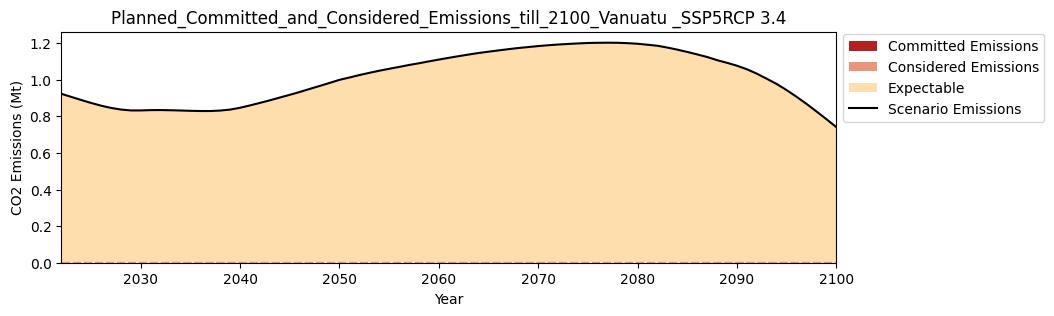 Planned_Committed_and_Considered_Emissions_till_2100_Vanuatu _SSP5RCP 3.4
CO2 Emissions (Mt)
1.2
1.0
0.8
0.6
0.4
0.2
0.0
2030 2040 2050 2060 2070 2080 2090 2100
Year
Committed Emissions
Considered Emissions
Expectable
Scenario Emissions